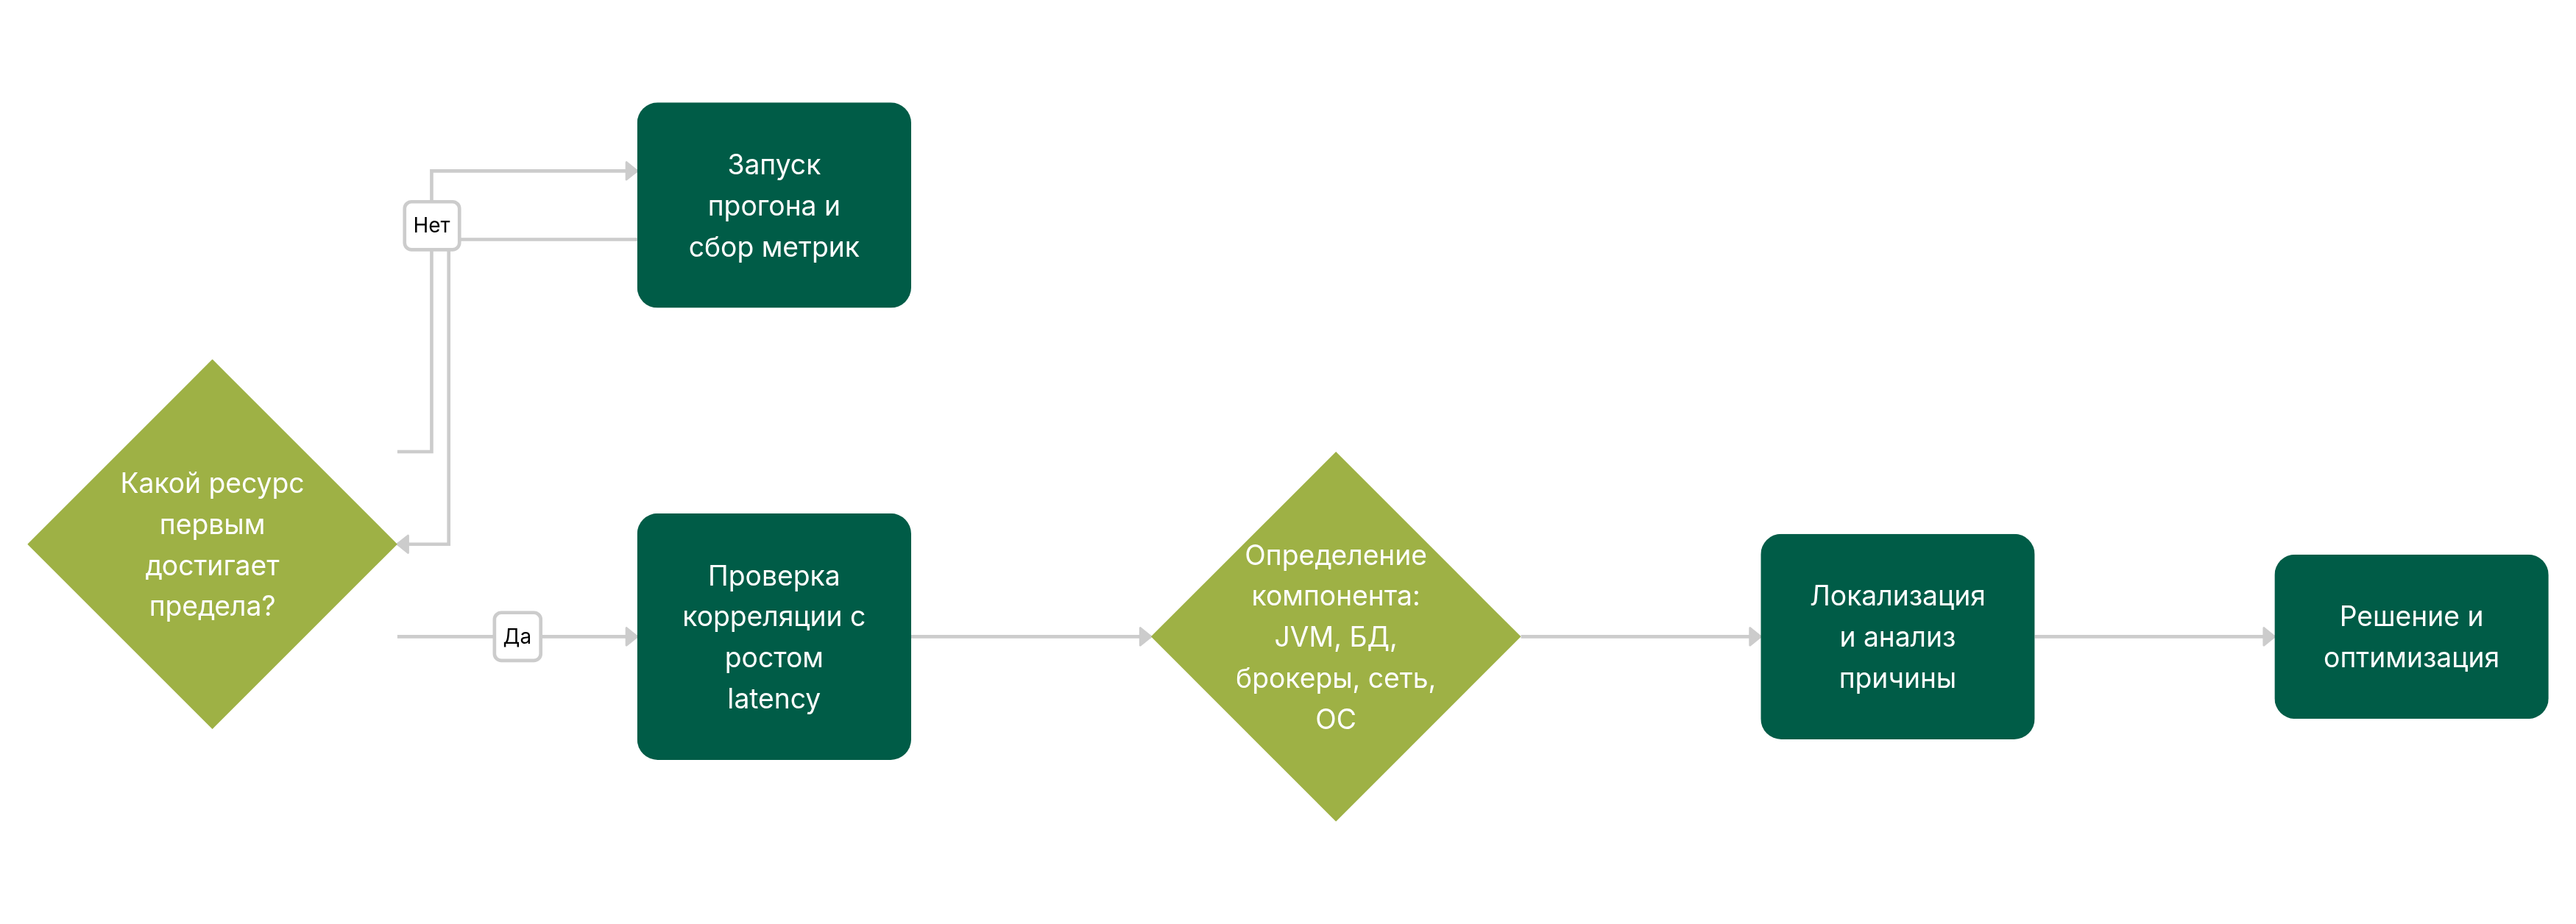 Запуск
прогона и
сбор метрик
Нет
Какой ресурс
первым
достигает
предела?
Да
Проверка
корреляции с
ростом
latency
Определение
компонента:
JVM, БД,
брокеры, сеть,
ОС
Локализация
и анализ
причины
Решение и
оптимизация